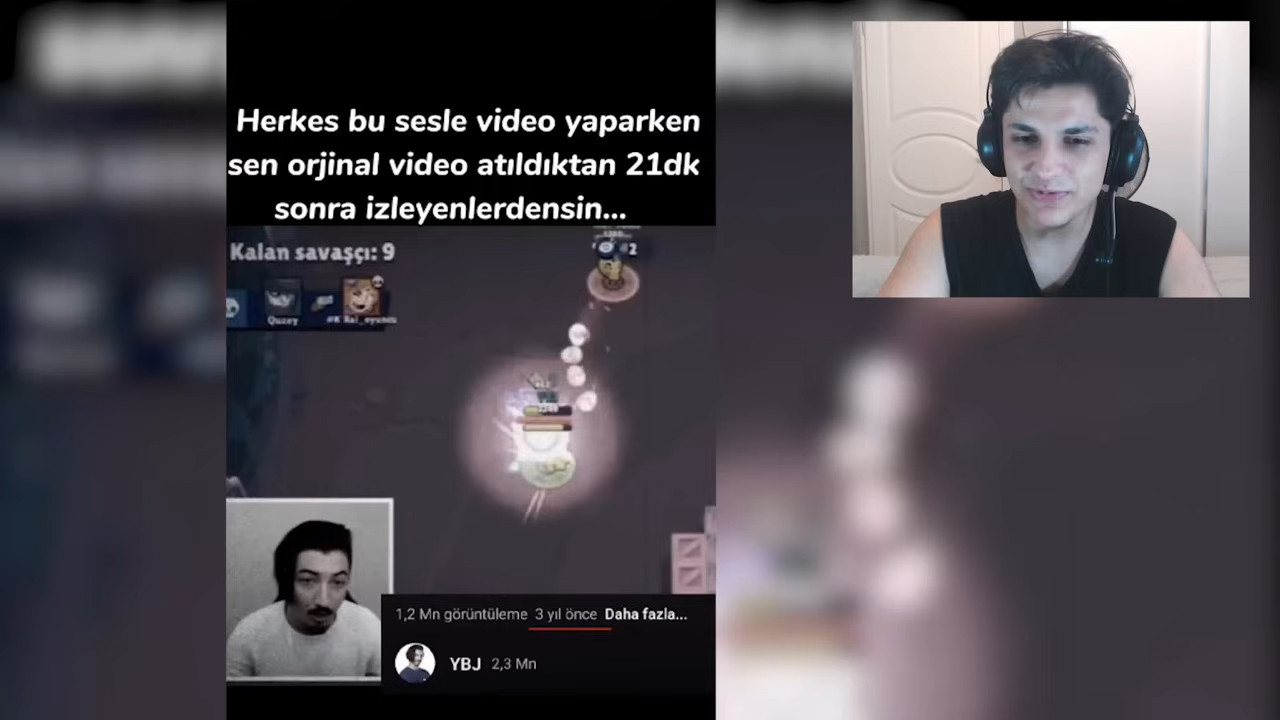 Herkes bu sesle video yaparken
sen orjinal video atıldıktan 21dk
sonra izleyenlerdensin...
Kalan savaşçı: 9
Quzey
1,2 Mn görüntüleme 3 yıl önce Daha fazla...
YBJ 2,3 Mn